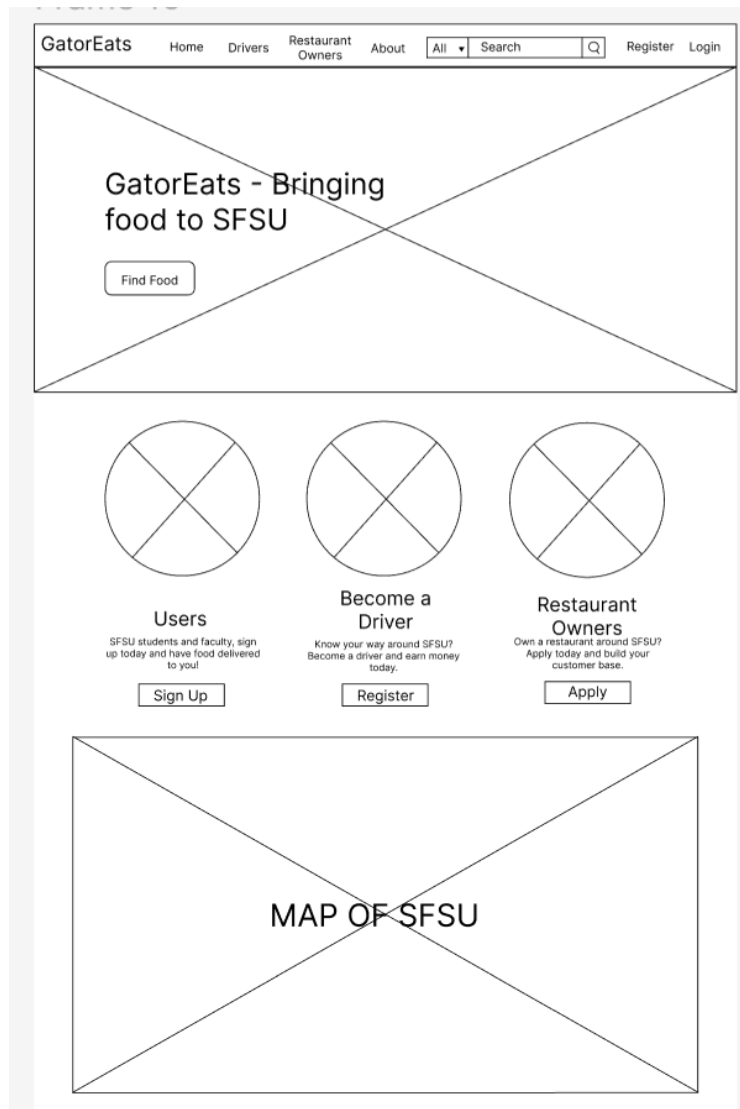 GatorEats
Home
Drivers
Restaurant
Owners
About
All
Search
Register
Login
GatorEats - Bringing
food to SFSU
Find Food
Users
SFSU students and faculty, sign
up today and have food delivered
to you!
Sign Up
Become a
Driver
Know your way around SFSU?
Become a driver and earn money
today.
Register
Restaurant
Owners
Own a restaurant around SFSU?
Apply today and build your
customer base.
Apply
MAP OF SFSU